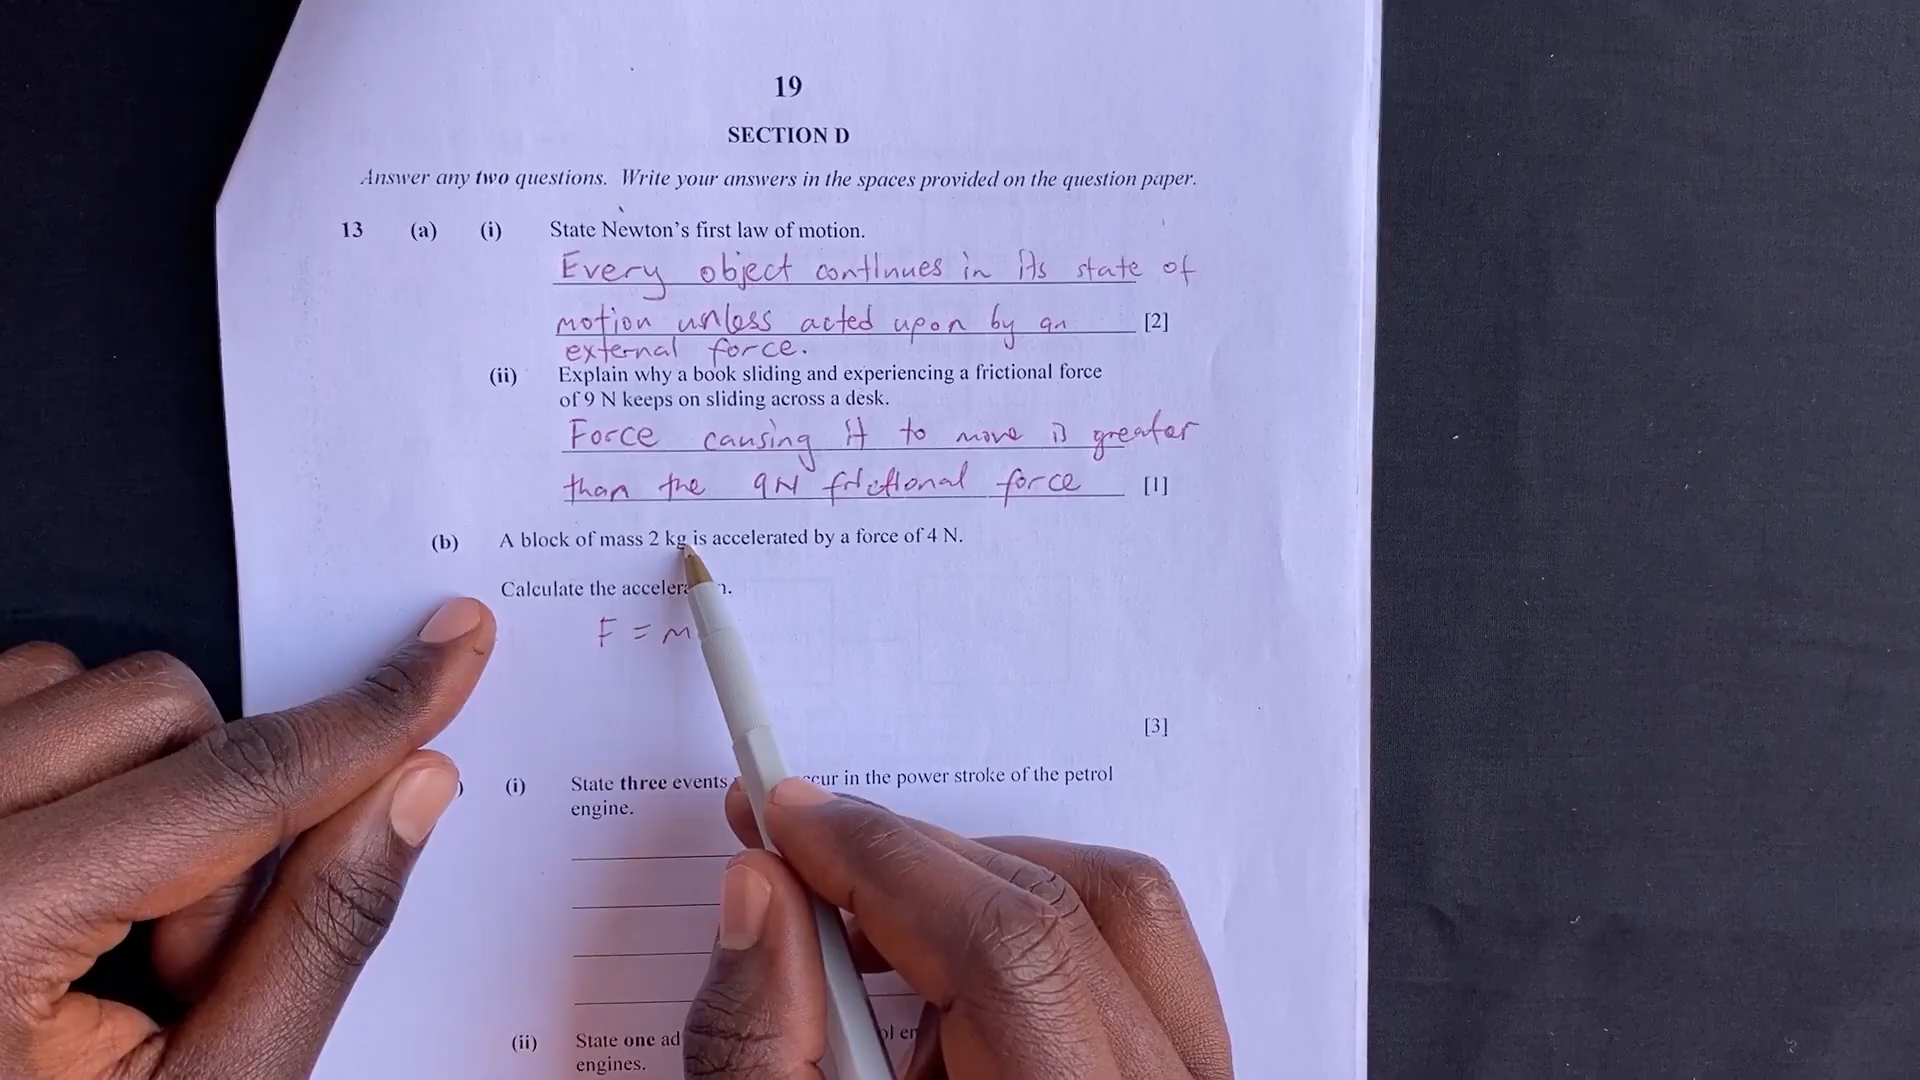 19
SECTION D
Answer any two questions. Write your answers in the spaces provided on the question paper.
13 (a) (i) State Newton's first law of motion.
Every object continues in its state of
motion unless acted upon by an [2]
external force.
(ii) Explain why a book sliding and experiencing a frictional force
of 9 N keeps on sliding across a desk.
Force causing it to move is greater
than the 9N frictional force [1]
(b) A block of mass 2 kg is accelerated by a force of 4 N.
Calculate the
F = m
[3]
) (i) State three events occur in the power stroke of the petrol
engine.
(ii) State one
engines.